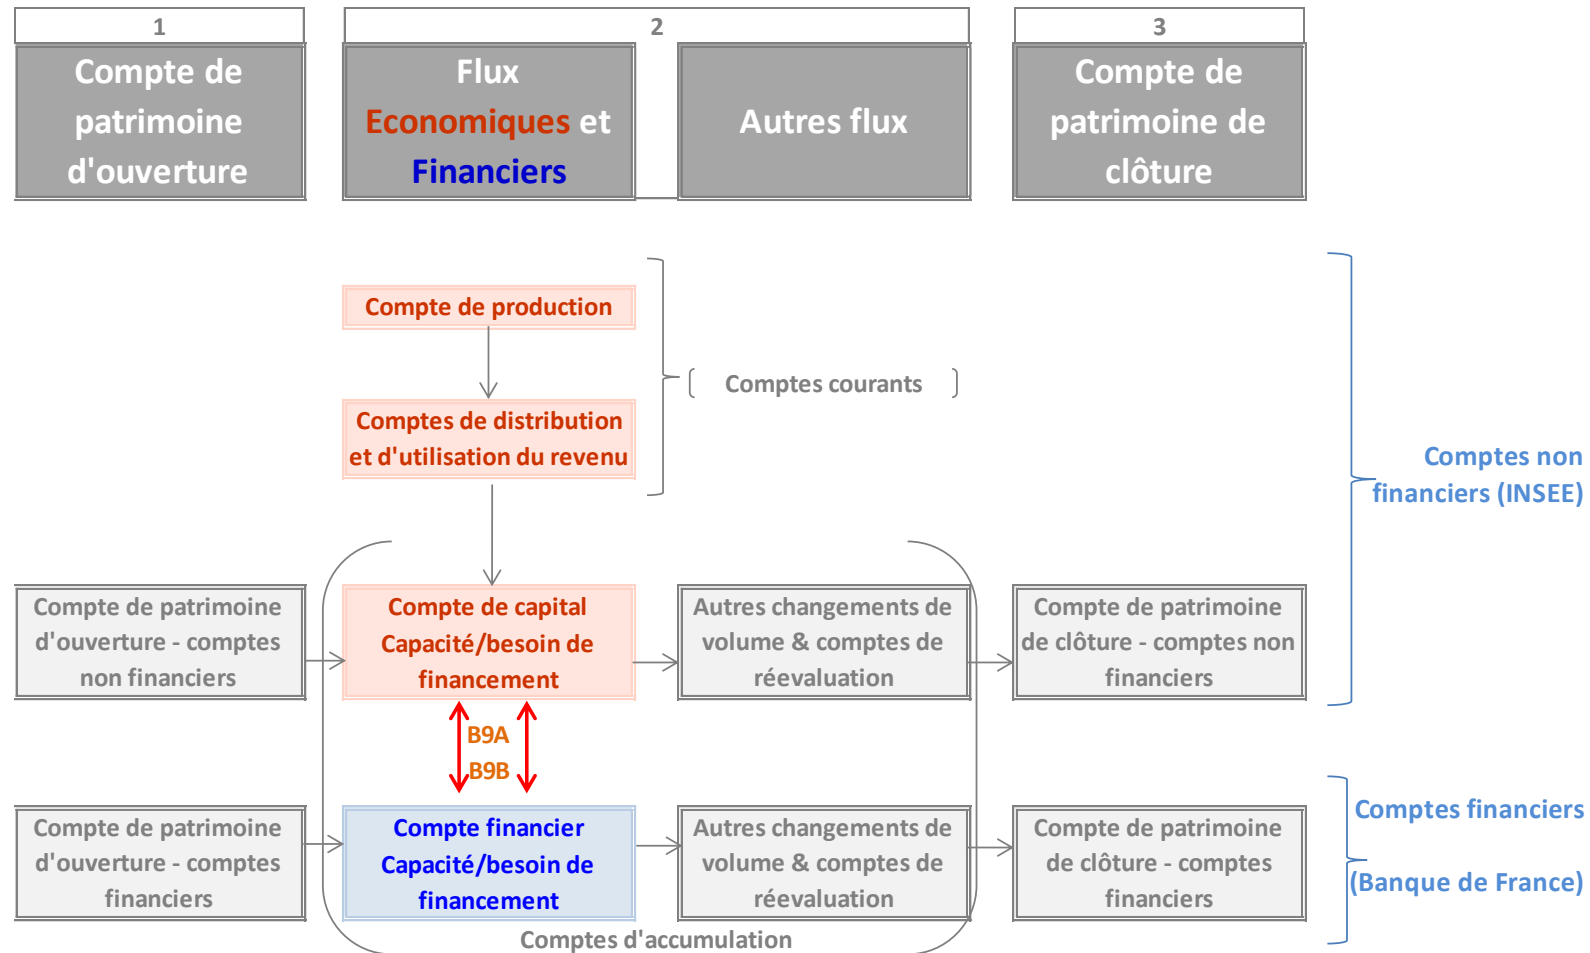 1
2
3
Compte de
patrimoine
d'ouverture
Flux
Economiques et
Financiers
Autres flux
Compte de
patrimoine de
clôture
Compte de production
Comptes courants
Comptes de distribution
et d'utilisation du revenu
Comptes non
financiers (INSEE)
Compte de patrimoine
d'ouverture - comptes
non financiers
Compte de capital
Capacité/besoin de
financement
Autres changements de
volume & comptes de
réevaluation
Compte de patrimoine
de clôture - comptes non
financiers
B9A
B9B
Compte de patrimoine
d'ouverture - comptes
financiers
Compte financier
Capacité/besoin de
financement
Autres changements de
volume & comptes de
réevaluation
Compte de patrimoine
de clôture - comptes
financiers
Comptes financiers
(Banque de France)
Comptes d'accumulation